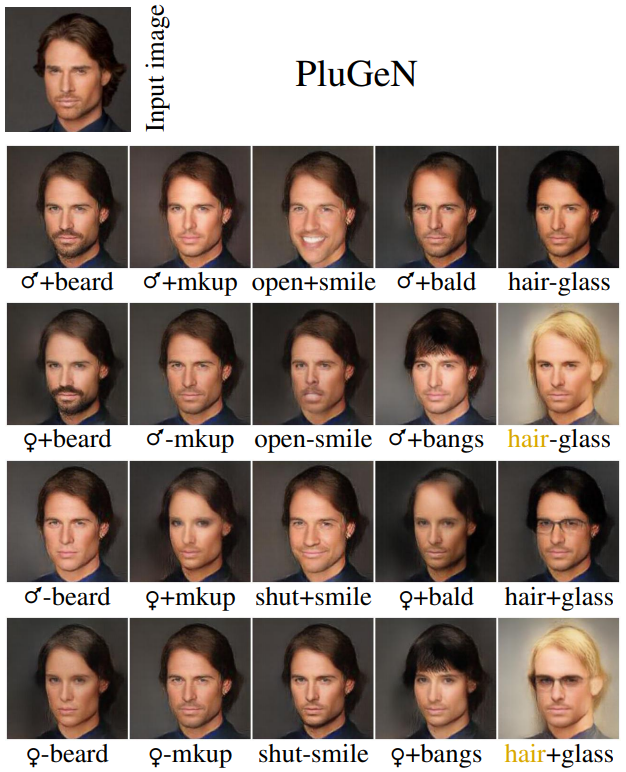 Input image
PluGeN
♂+beard ♂+mkup open+smile ♂+bald hair-glass
♀+beard ♂-mkup open-smile ♂+bangs hair-glass
♂-beard ♀+mkup shut+smile ♀+bald hair+glass
♀-beard ♀-mkup shut-smile ♀+bangs hair+glass